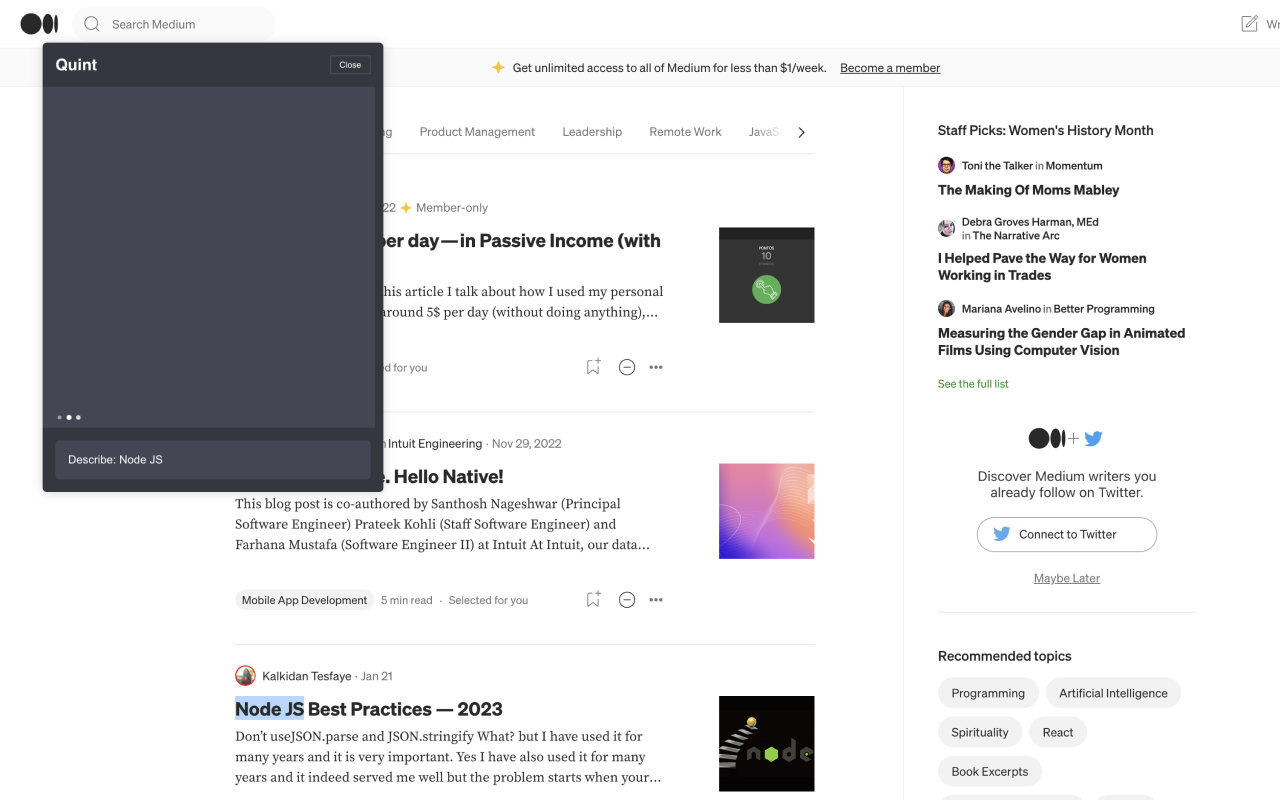 Search Medium
Wr
Quint
Close
Get unlimited access to all of Medium for less than $1/week.
Become a member
ng
Product Management
Leadership
Remote Work
JavaSc
22
Member-only
per day—in Passive Income (with
his article I talk about how I used my personal
around 5$ per day (without doing anything),…
ed for you
PONTOS
10
Describe: Node JS
n Intuit Engineering · Nov 29, 2022
e. Hello Native!
This blog post is co-authored by Santhosh Nageshwar (Principal
Software Engineer) Prateek Kohli (Staff Software Engineer) and
Farhana Mustafa (Software Engineer II) at Intuit At Intuit, our data…
Mobile App Development
5 min read · Selected for you
Kalkidan Tesfaye · Jan 21
Node JS Best Practices — 2023
Don't useJSON.parse and JSON.stringify What? but I have used it for
many years and it is very important. Yes I have also used it for many
years and it indeed served me well but the problem starts when your…
node
Staff Picks: Women's History Month
Toni the Talker in Momentum
The Making Of Moms Mabley
Debra Groves Harman, MEd
in The Narrative Arc
I Helped Pave the Way for Women
Working in Trades
Mariana Avelino in Better Programming
Measuring the Gender Gap in Animated
Films Using Computer Vision
See the full list
Discover Medium writers you
already follow on Twitter.
Connect to Twitter
Maybe Later
Recommended topics
Programming
Artificial Intelligence
Spirituality
React
Book Excerpts